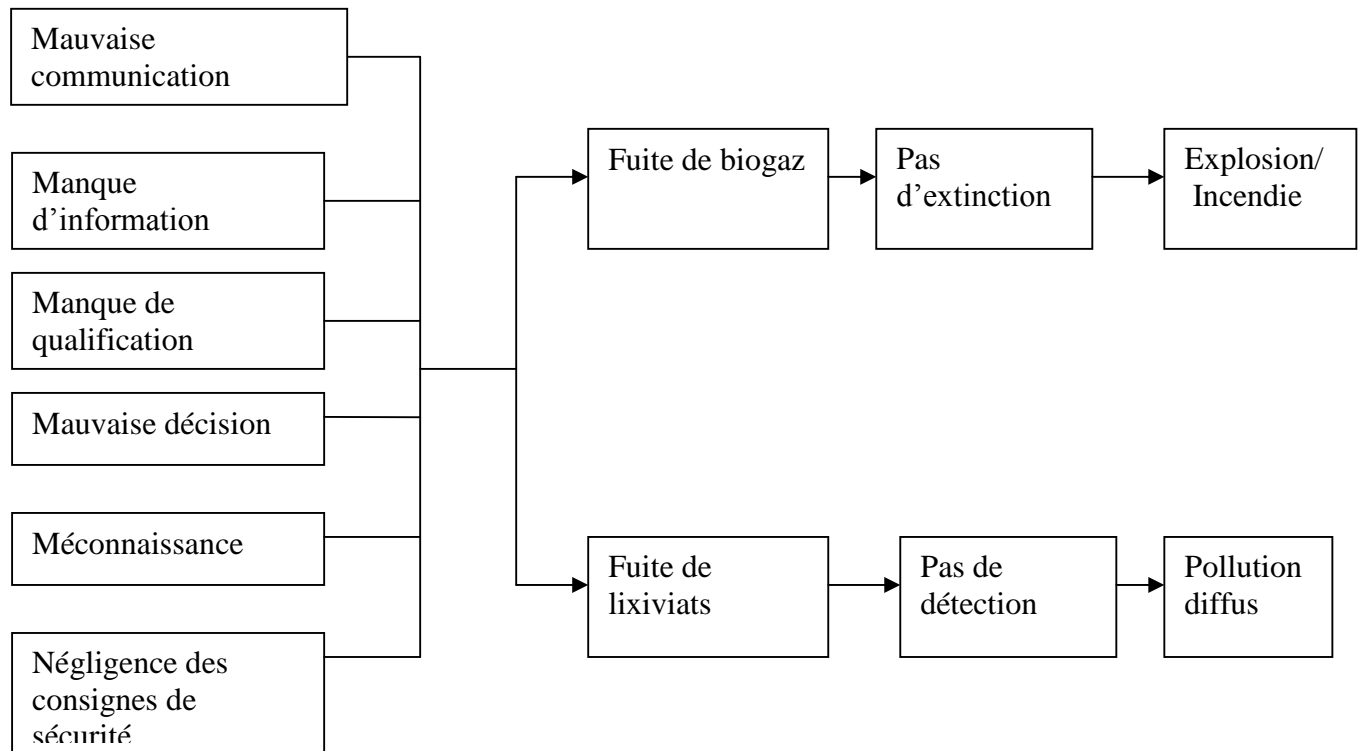 Mauvaise
communication
Manque
d’information
Manque de
qualification
Mauvaise décision
Méconnaissance
Négligence des
consignes de
sécurité
Fuite de biogaz
Pas
d’extinction
Explosion/
Incendie
Fuite de
lixiviats
Pas de
détection
Pollution
diffus